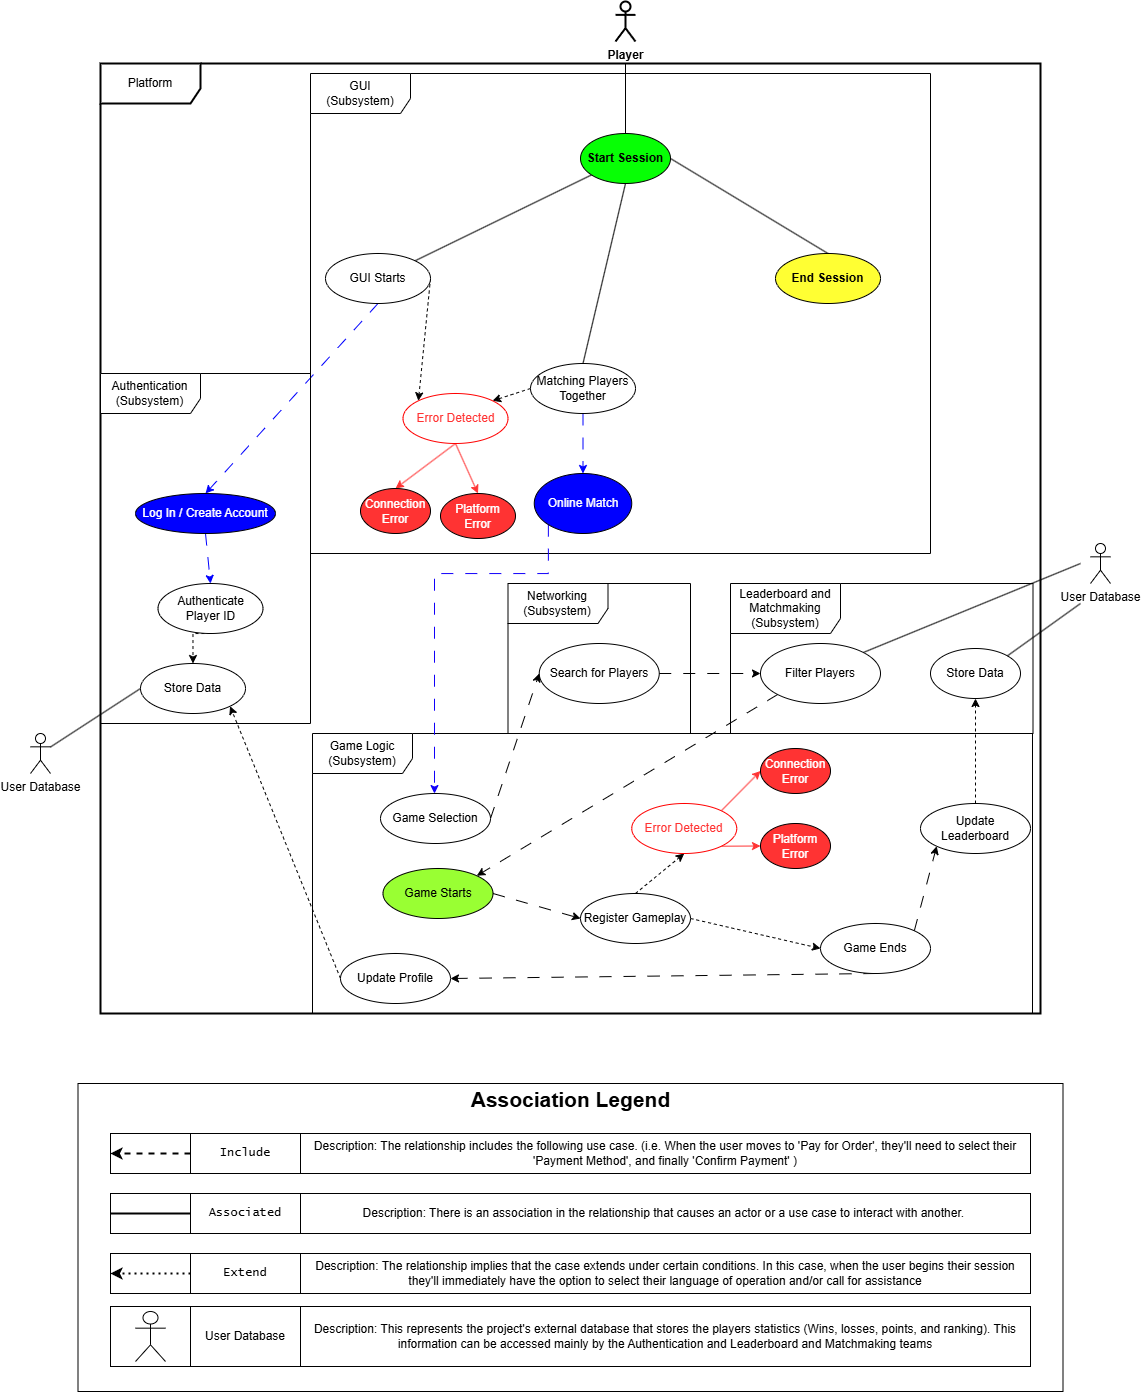 Player
Platform
GUI
(Subsystem)
Start Session
GUI Starts
End Session
Authentication
(Subsystem)
Matching Players
Together
Error Detected
Connection
Error
Platform
Error
Online Match
Log In / Create Account
Authenticate
Player ID
Store Data
User Database
Networking
(Subsystem)
Search for Players
Leaderboard and
Matchmaking
(Subsystem)
Filter Players
Store Data
User Database
Game Logic
(Subsystem)
Game Selection
Connection
Error
Error Detected
Platform
Error
Update
Leaderboard
Game Starts
Register Gameplay
Game Ends
Update Profile
Association Legend
Include
Description: The relationship includes the following use case. (i.e. When the user moves to 'Pay for Order', they'll need to select their
'Payment Method', and finally 'Confirm Payment' )
Associated
Description: There is an association in the relationship that causes an actor or a use case to interact with another.
Extend
Description: The relationship implies that the case extends under certain conditions. In this case, when the user begins their session
they'll immediately have the option to select their language of operation and/or call for assistance
User Database
Description: This represents the project's external database that stores the players statistics (Wins, losses, points, and ranking). This
information can be accessed mainly by the Authentication and Leaderboard and Matchmaking teams